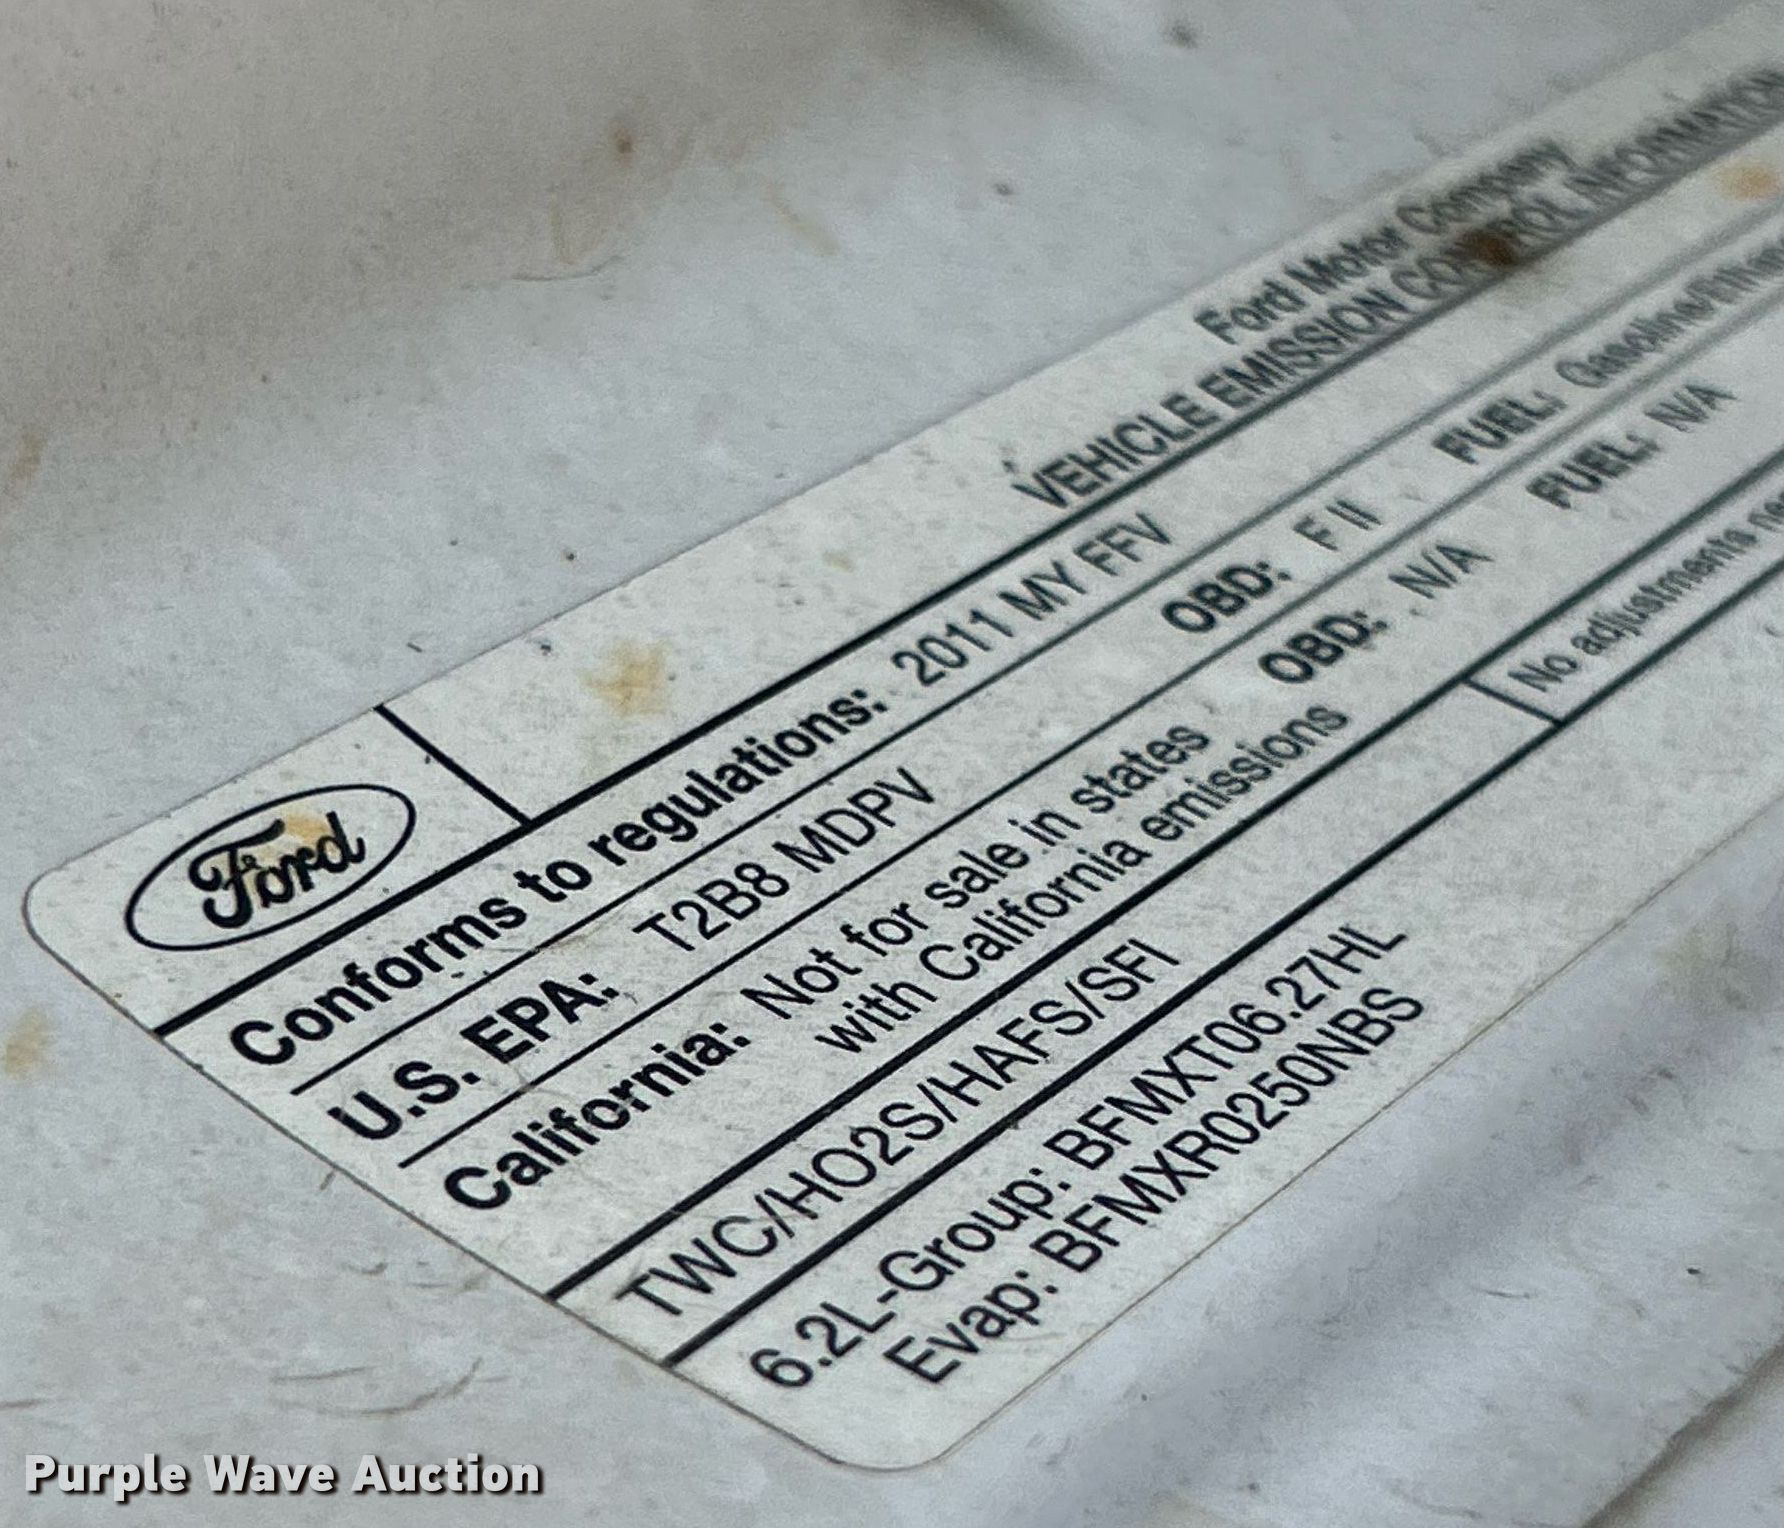 Ford
Ford Motor Company
VEHICLE EMISSION CONTROL INFORMATION
Conforms to regulations: 2011 MY FFV
U.S. EPA: T2B8 MDPV OBD: F II FUEL: Gasoline/
California: Not for sale in states OBD: N/A FUEL: N/A
with California emissions
TWC/HO2S/HAFS/SFI No adjustments
6.2L-Group: BFMXT06.27HL
Evap: BFMXR0250NBS
Purple Wave Auction